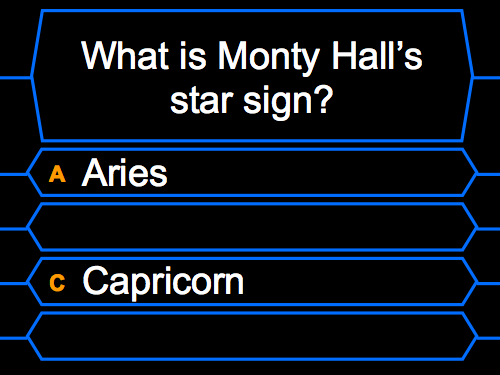 What is Monty Hall’s
star sign?
A Aries
C Capricorn